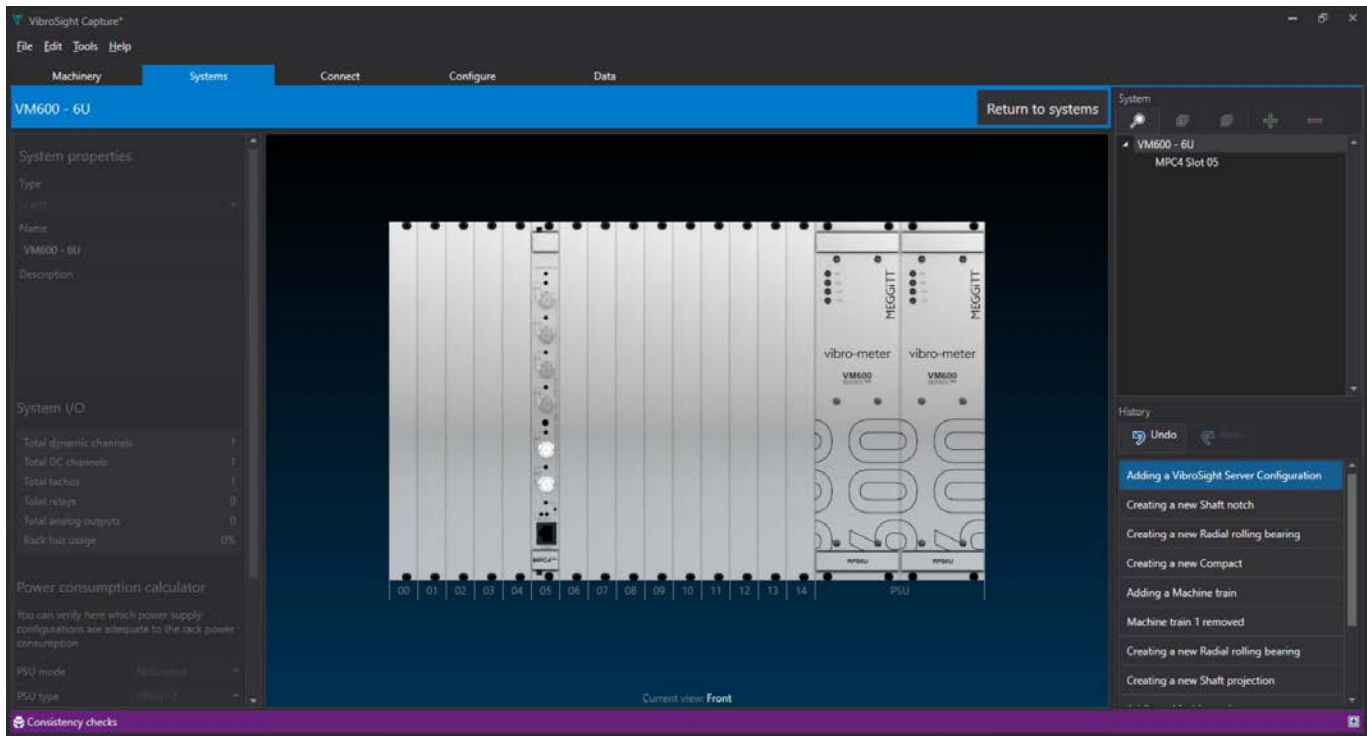 VibroSight Capture*
File Edit Tools Help
Machinery Systems Connect Configure Data
VM600 - 6U
Return to systems
System properties
Type
Name
VM600 - 6U
Description
System I/O
Total dynamic channels 1
Total DC channels 1
Total tachos 1
Total relays 0
Total analog outputs 0
Rack bus usage 0%
Power consumption calculator
You can verify here which power supply
configurations are adequate to the rack power
consumption
PSU mode Redundant
PSU type
MEGGITT MEGGITT
vibro-meter vibro-meter
VM600 VM600
MPC4
RPS6U RPS6U
00 01 02 03 04 05 06 07 08 09 10 11 12 13 14 PSU
Current view: Front
System
VM600 - 6U
MPC4 Slot 05
History
Undo
Adding a VibroSight Server Configuration
Creating a new Shaft notch
Creating a new Radial rolling bearing
Creating a new Compact
Adding a Machine train
Machine train 1 removed
Creating a new Radial rolling bearing
Creating a new Shaft projection
Consistency checks